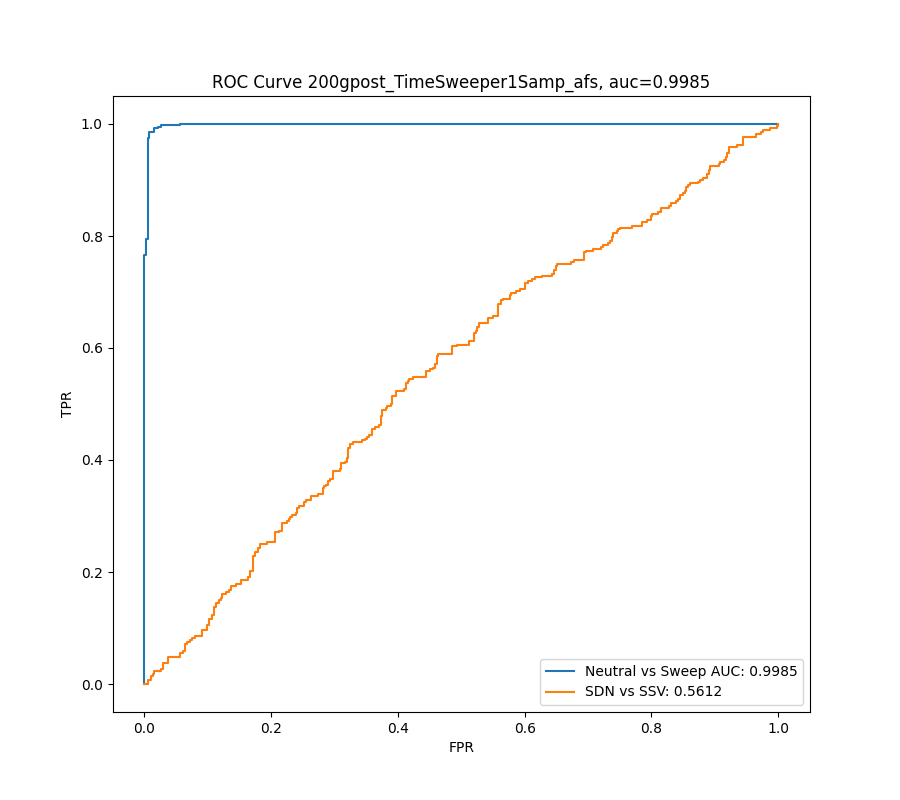 ROC Curve 200gpost_TimeSweeper1Samp_afs, auc=0.9985
1.0
0.8
0.6
0.4
0.2
0.0
TPR
Neutral vs Sweep AUC: 0.9985
SDN vs SSV: 0.5612
0.0 0.2 0.4 0.6 0.8 1.0
FPR